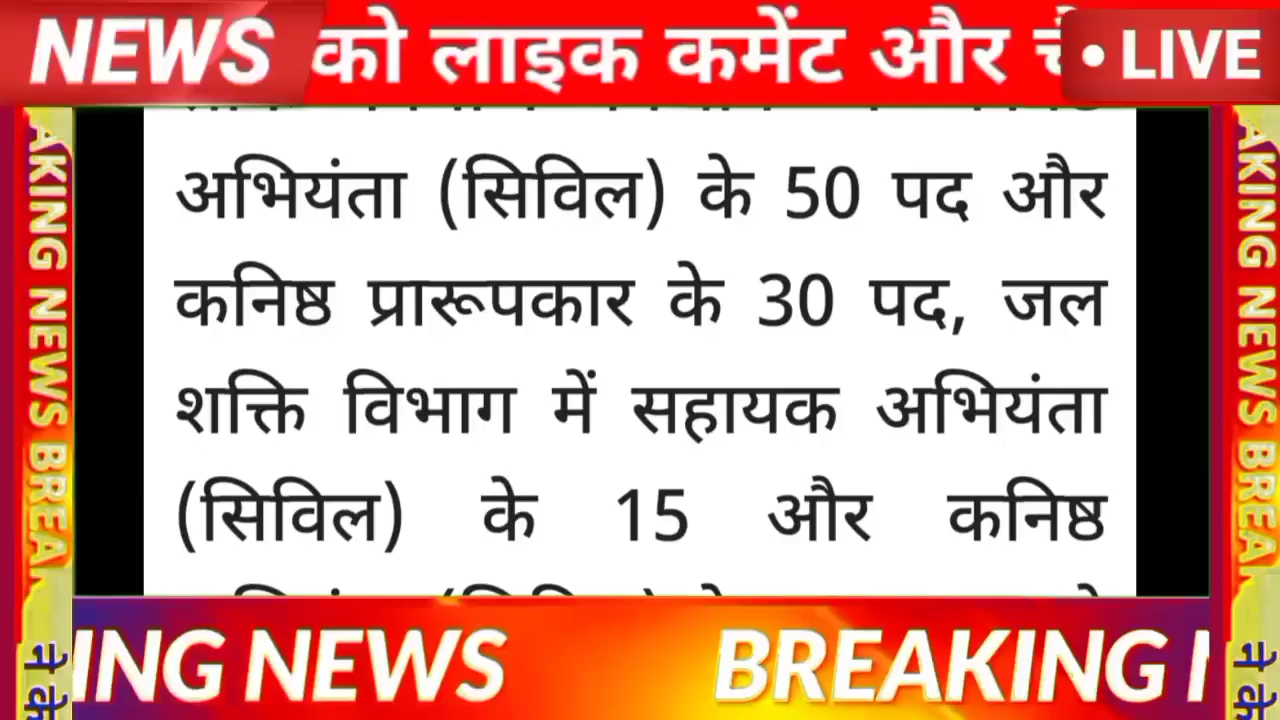 NEWS को लाइक कमेंट और • LIVE
अभियंता (सिविल) के 50 पद और
कनिष्ठ प्रारूपकार के 30 पद, जल
शक्ति विभाग में सहायक अभियंता
(सिविल) के 15 और कनिष्ठ
ING NEWS BREAKING N
AKING NEWS BREA
ने के
AKING NEWS BREA
ने के